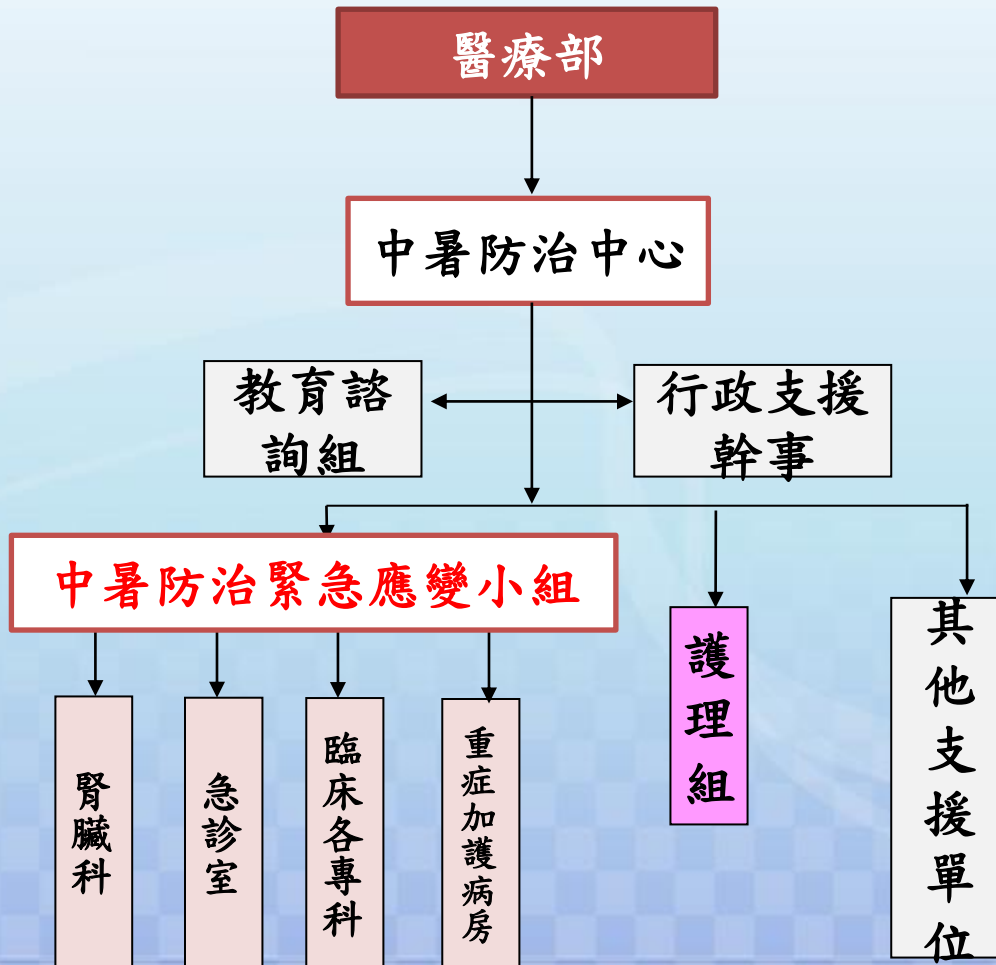 醫療部
中暑防治中心
教育諮
詢組
行政支援
幹事
中暑防治緊急應變小組
腎臟科
急診室
臨床各專科
重症加護病房
護理組
其他支援單位